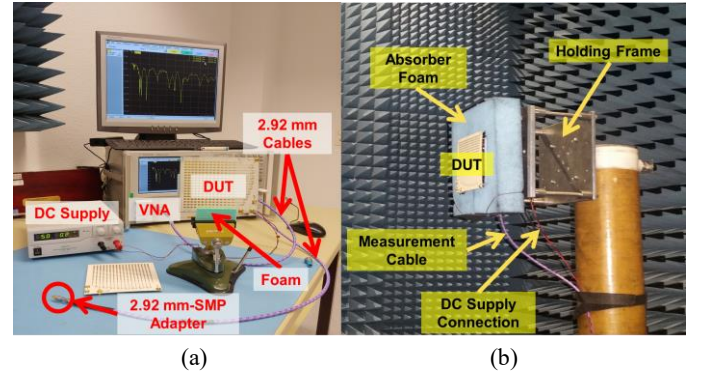 2.92 mm
Cables
DUT
DC Supply
VNA
Foam
2.92 mm-SMP
Adapter
(a)
Absorber
Foam
Holding Frame
DUT
Measurement
Cable
DC Supply
Connection
(b)